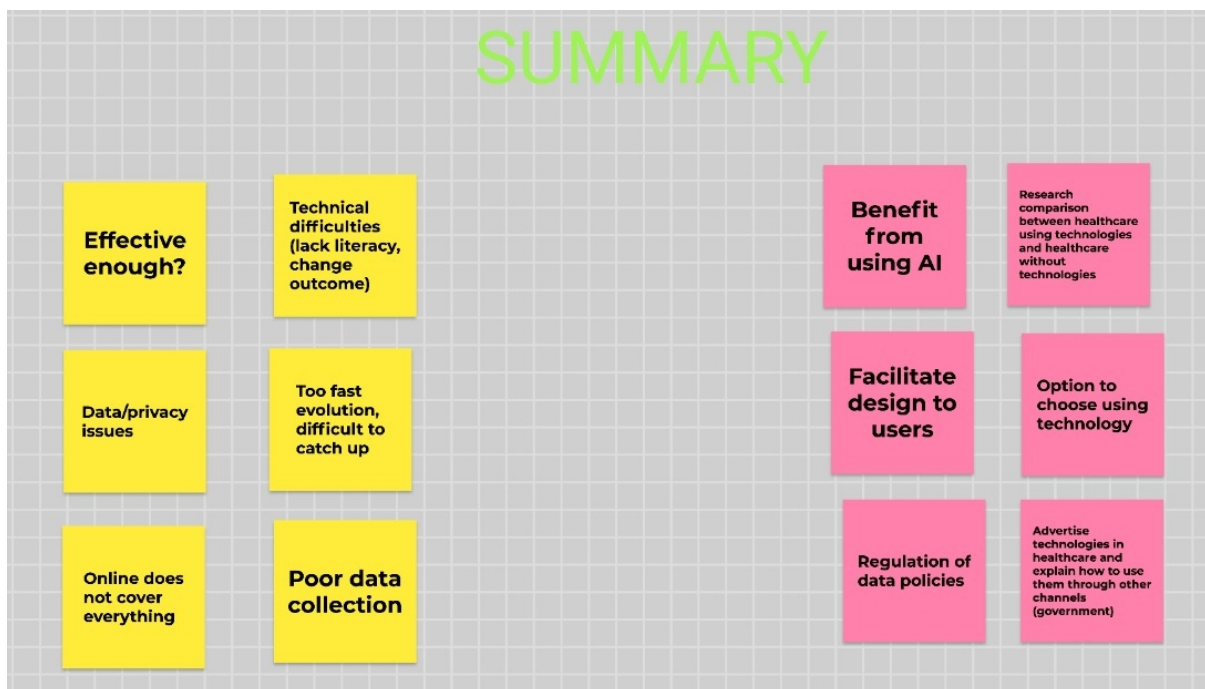 SUMMARY
Effective
enough?
Technical
difficulties
(lack literacy,
change
outcome)
Data/privacy
issues
Too fast
evolution,
difficult to
catch up
Online does
not cover
everything
Poor data
collection
Benefit
from
using AI
Research
comparison
between healthcare
using technologies
and healthcare
without
technologies
Facilitate
design to
users
Option to
choose using
technology
Regulation of
data policies
Advertise
technologies in
healthcare and
explain how to use
them through other
channels
(government)